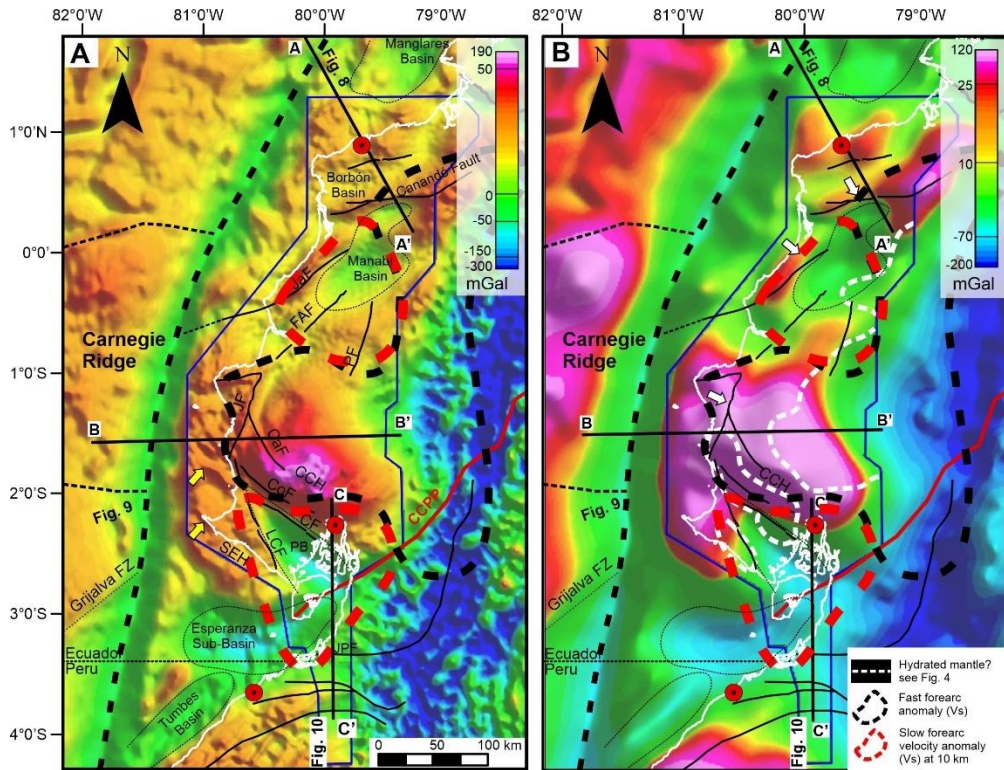 82°0'W
81°0'W
80°0'W
79°0'W
82°0'W
81°0'W
80°0'W
79°0'W
A
N
A
Fig. 8
Manglares
Basin
190
50
0
-50
-150
-300
mGal
1°0'N
0°0'
1°0'S
2°0'S
3°0'S
4°0'S
Borbón
Basin
Canandé Fault
A'
Manabí
Basin
JaF
FAF
PF
Carnegie
Ridge
JF
B
B'
CaF
CCH
CoF
C
CF
CCPP
Fig. 9
LCF
PB
SEH
Grijalva FZ
Esperanza
Sub-Basin
JPF
Ecuador
Peru
Tumbes
Basin
Fig. 10
C'
0 50 100 km
B
N
A
Fig. 8
120
25
10
-20
-70
-200
mGal
A'
Carnegie
Ridge
B
B'
CCH
C
Fig. 9
Grijalva FZ
Fig. 10
C'
Hydrated mantle?
see Fig. 4
Fast forearc
anomaly (Vs)
Slow forearc
velocity anomaly
(Vs) at 10 km